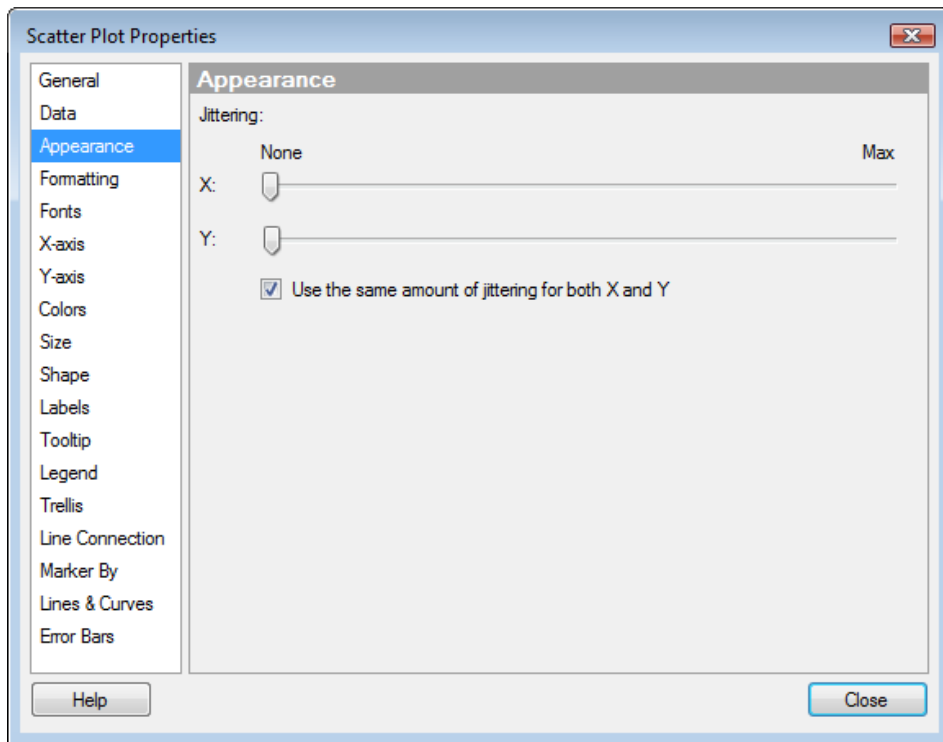 Scatter Plot Properties
General
Data
Appearance
Formatting
Fonts
X-axis
Y-axis
Colors
Size
Shape
Labels
Tooltip
Legend
Trellis
Line Connection
Marker By
Lines & Curves
Error Bars
Appearance
Jittering:
None Max
X:
Y:
Use the same amount of jittering for both X and Y
Help Close